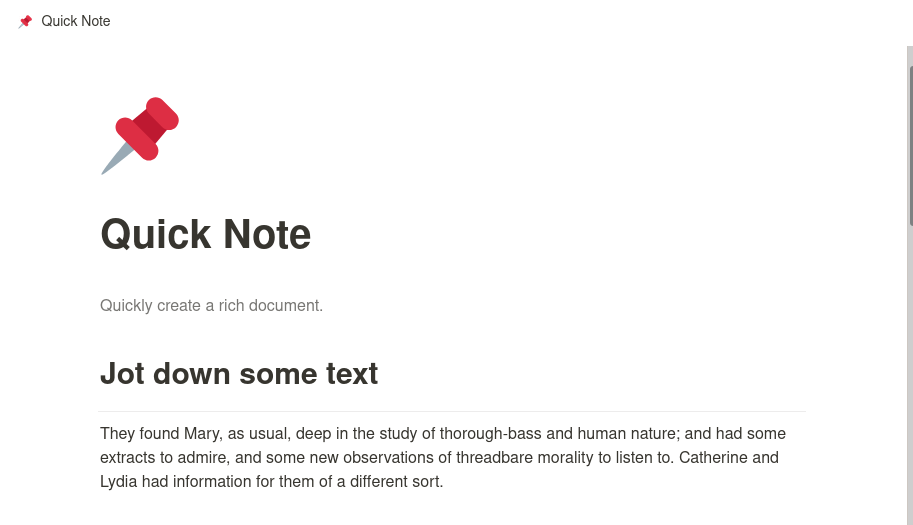 Quick Note
Quick Note
Quickly create a rich document.
Jot down some text
They found Mary, as usual, deep in the study of thorough-bass and human nature; and had some
extracts to admire, and some new observations of threadbare morality to listen to. Catherine and
Lydia had information for them of a different sort.